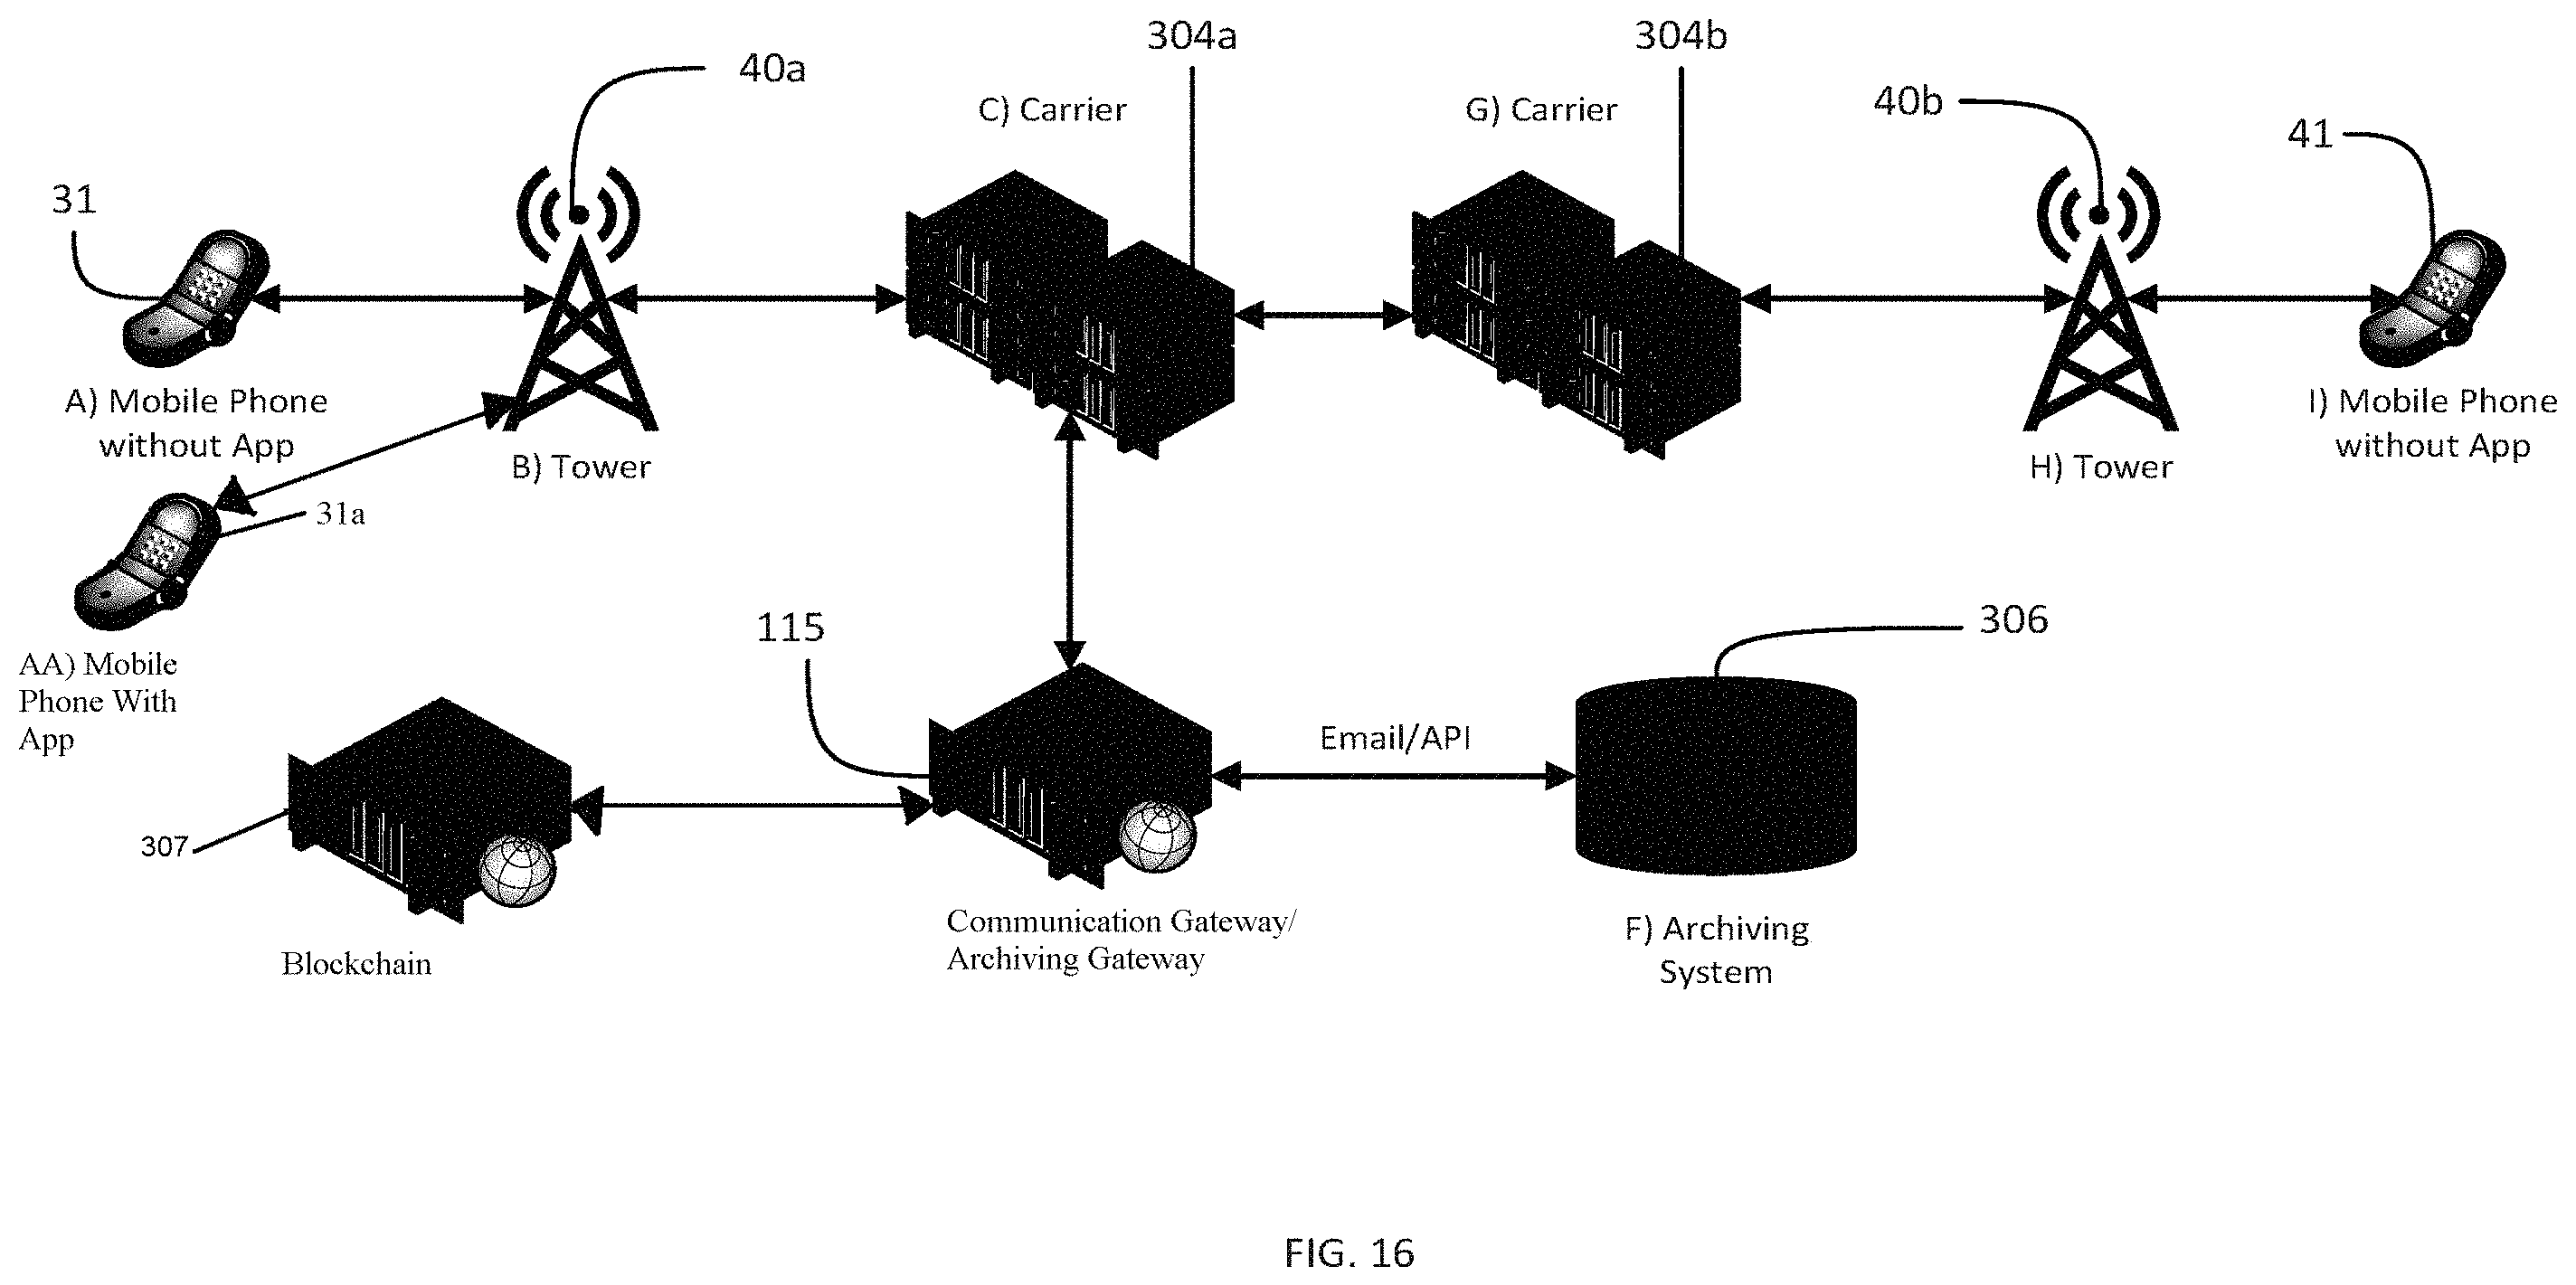 304a
304b
40a
C) Carrier
G) Carrier
40b
41
31
A) Mobile Phone
without App
B) Tower
H) Tower
I) Mobile Phone
without App
31a
AA) Mobile
Phone With
App
115
306
Email/API
307
Blockchain
Communication Gateway/
Archiving Gateway
F) Archiving
System
FIG. 16